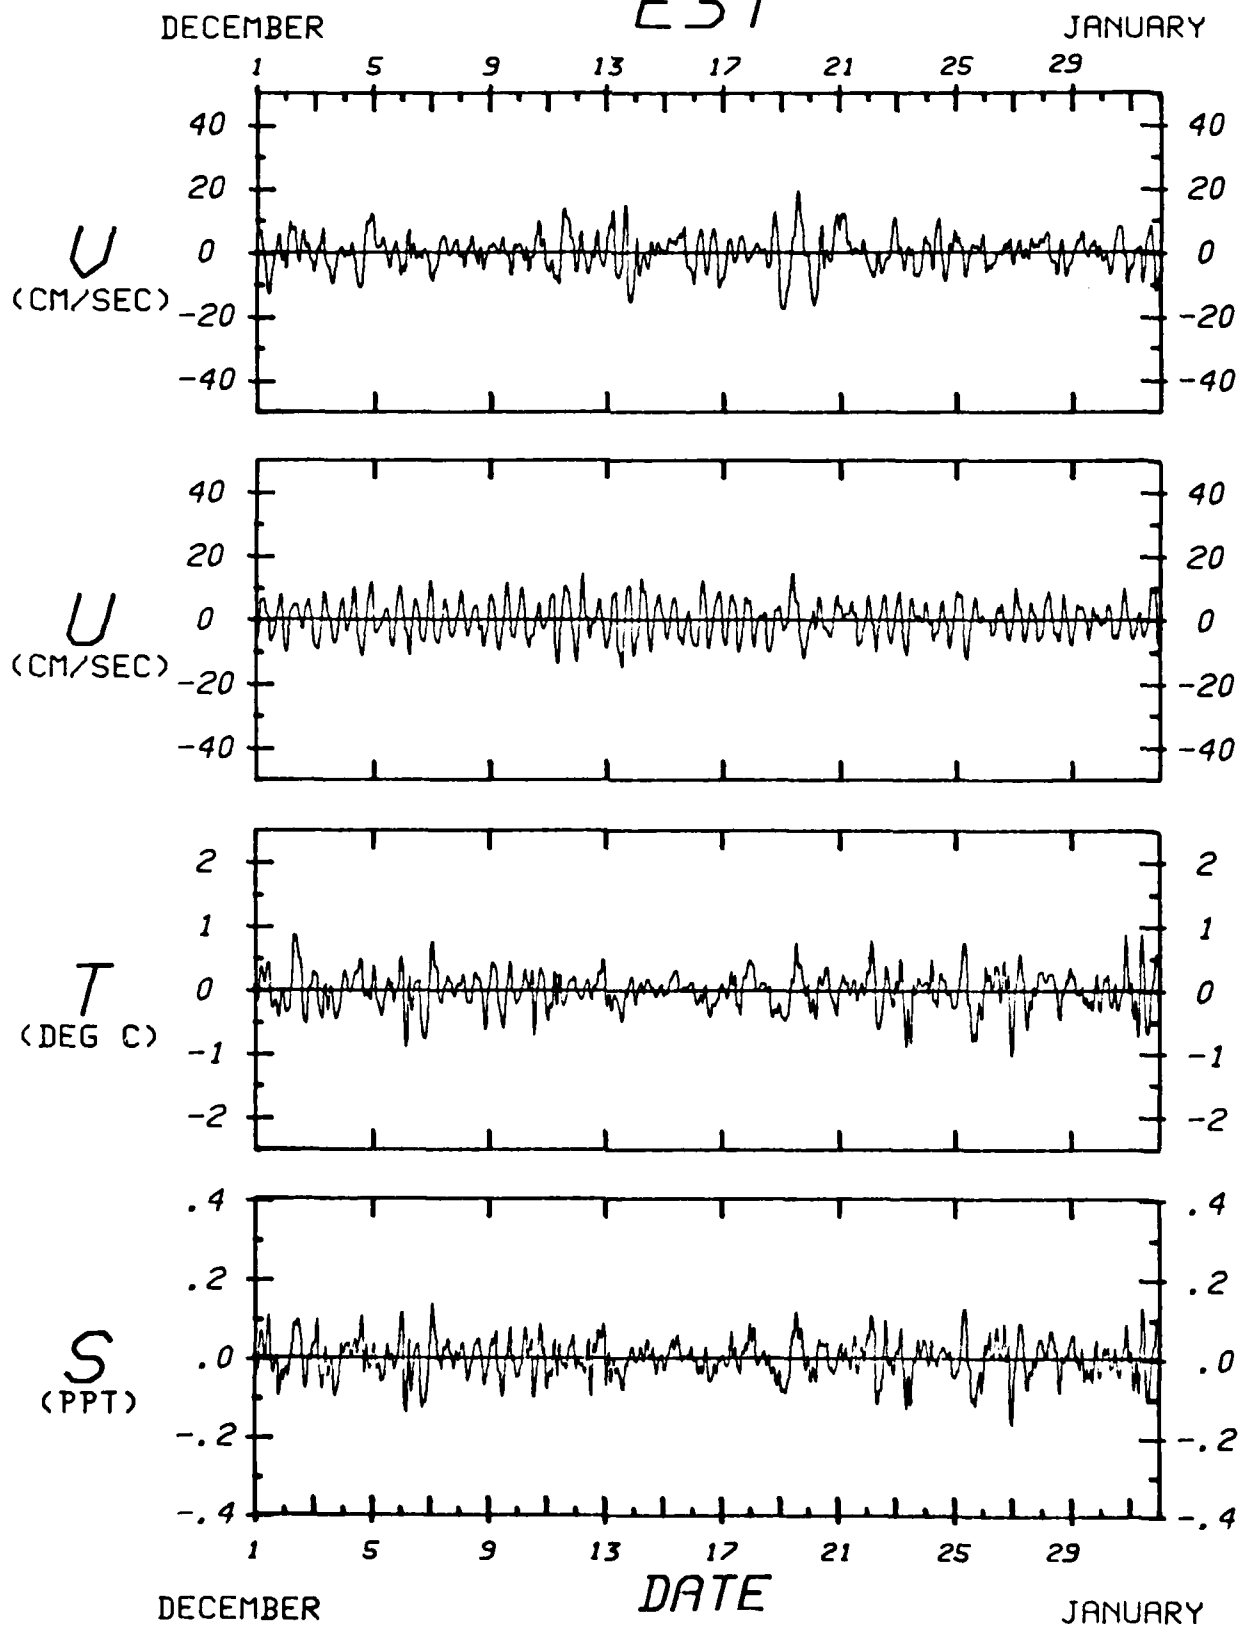 EST
DECEMBER JANUARY
1 5 9 13 17 21 25 29
40 40
20 20
V 0 0
(CM/SEC) -20 -20
-40 -40
40 40
20 20
U 0 0
(CM/SEC) -20 -20
-40 -40
2 2
1 1
T 0 0
(DEG C) -1 -1
-2 -2
.4 .4
.2 .2
S .0 .0
(PPT)
-.2 -.2
-.4 -.4
1 5 9 13 17 21 25 29
DATE
DECEMBER JANUARY